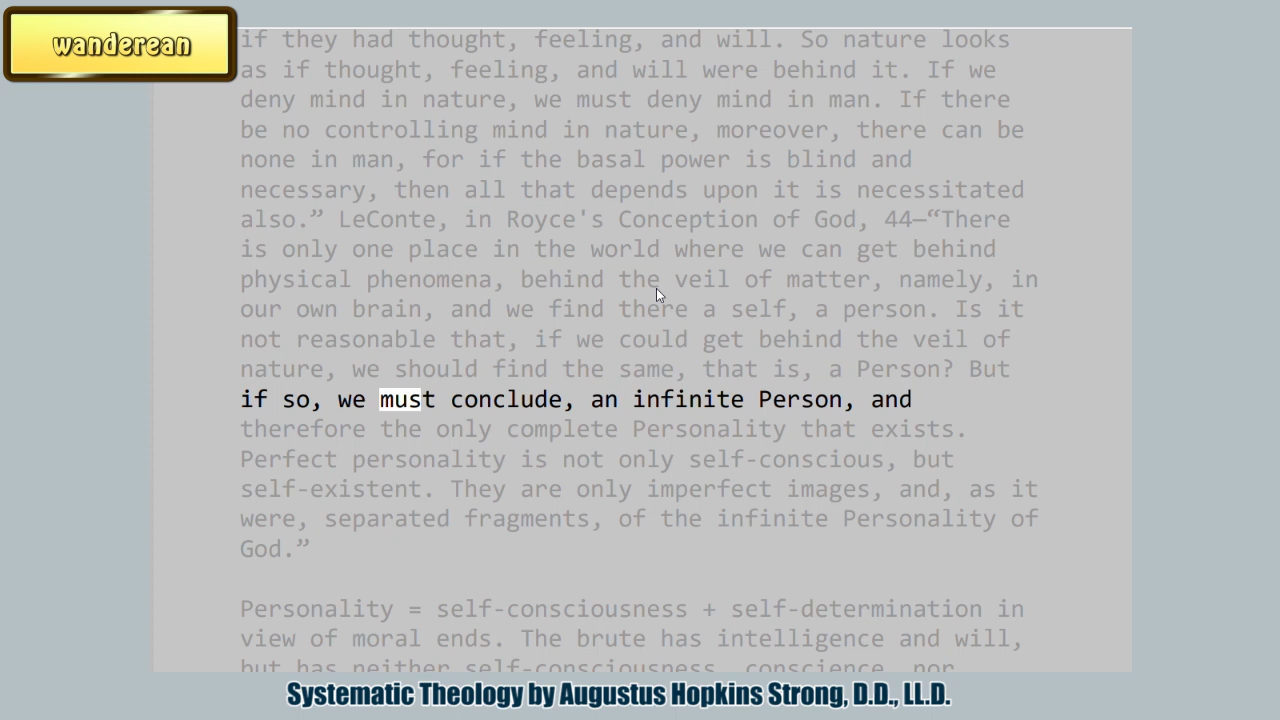 wanderean
if they had thought, feeling, and will. So nature looks
as if thought, feeling, and will were behind it. If we
deny mind in nature, we must deny mind in man. If there
be no controlling mind in nature, moreover, there can be
none in man, for if the basal power is blind and
necessary, then all that depends upon it is necessitated
also.” LeConte, in Royce's Conception of God, 44—“There
is only one place in the world where we can get behind
physical phenomena, behind the veil of matter, namely, in
our own brain, and we find there a self, a person. Is it
not reasonable that, if we could get behind the veil of
nature, we should find the same, that is, a Person? But
if so, we must conclude, an infinite Person, and
therefore the only complete Personality that exists.
Perfect personality is not only self-conscious, but
self-existent. They are only imperfect images, and, as it
were, separated fragments, of the infinite Personality of
God.”
Personality = self-consciousness + self-determination in
view of moral ends. The brute has intelligence and will,
but has neither self-consciousness, conscience, nor
Systematic Theology by Augustus Hopkins Strong, D.D., LL.D.